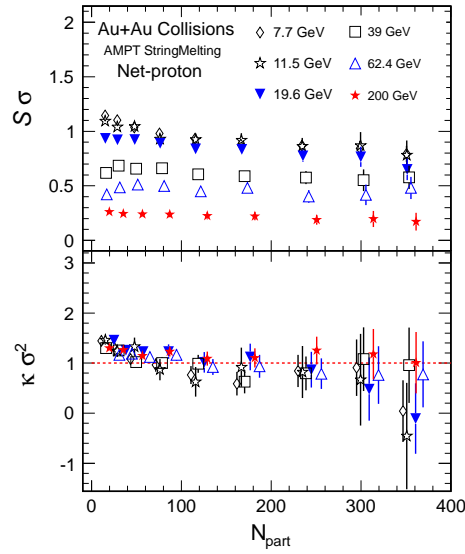 Au+Au Collisions
AMPT StringMelting
Net-proton
7.7 GeV
39 GeV
11.5 GeV
62.4 GeV
19.6 GeV
200 GeV
S σ
2
1.5
1
0.5
0
κ σ²
3
2
1
0
-1
0 100 200 300 400
N_part